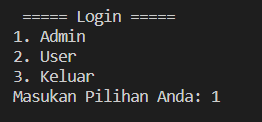 ===== Login =====
1. Admin
2. User
3. Keluar
Masukan Pilihan Anda: 1